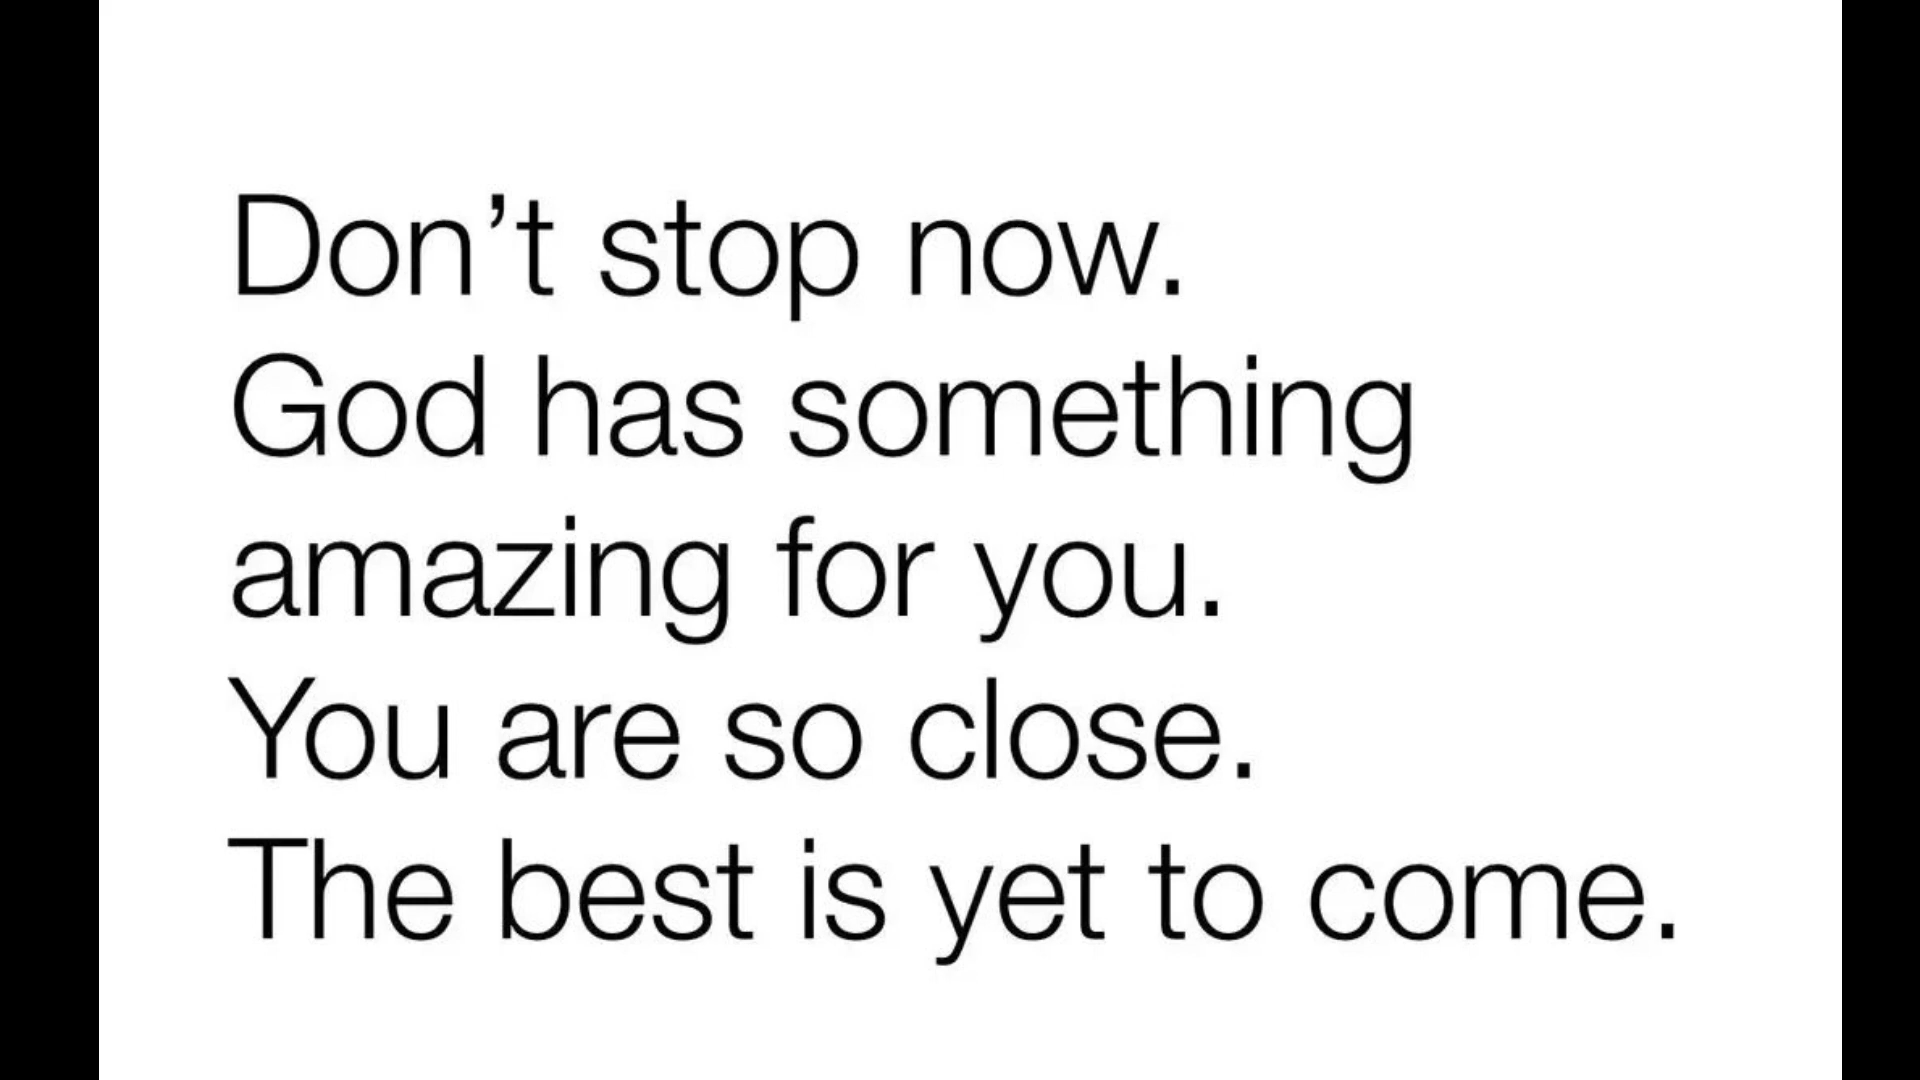 Don’t stop now.
God has something
amazing for you.
You are so close.
The best is yet to come.